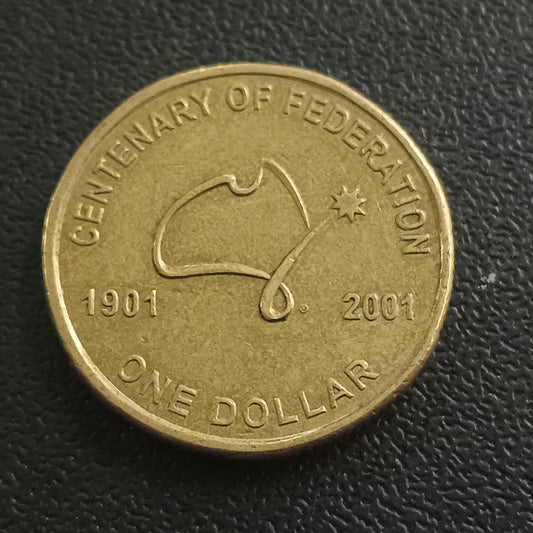 CENTENARY OF FEDERATION
1901 2001
ONE DOLLAR